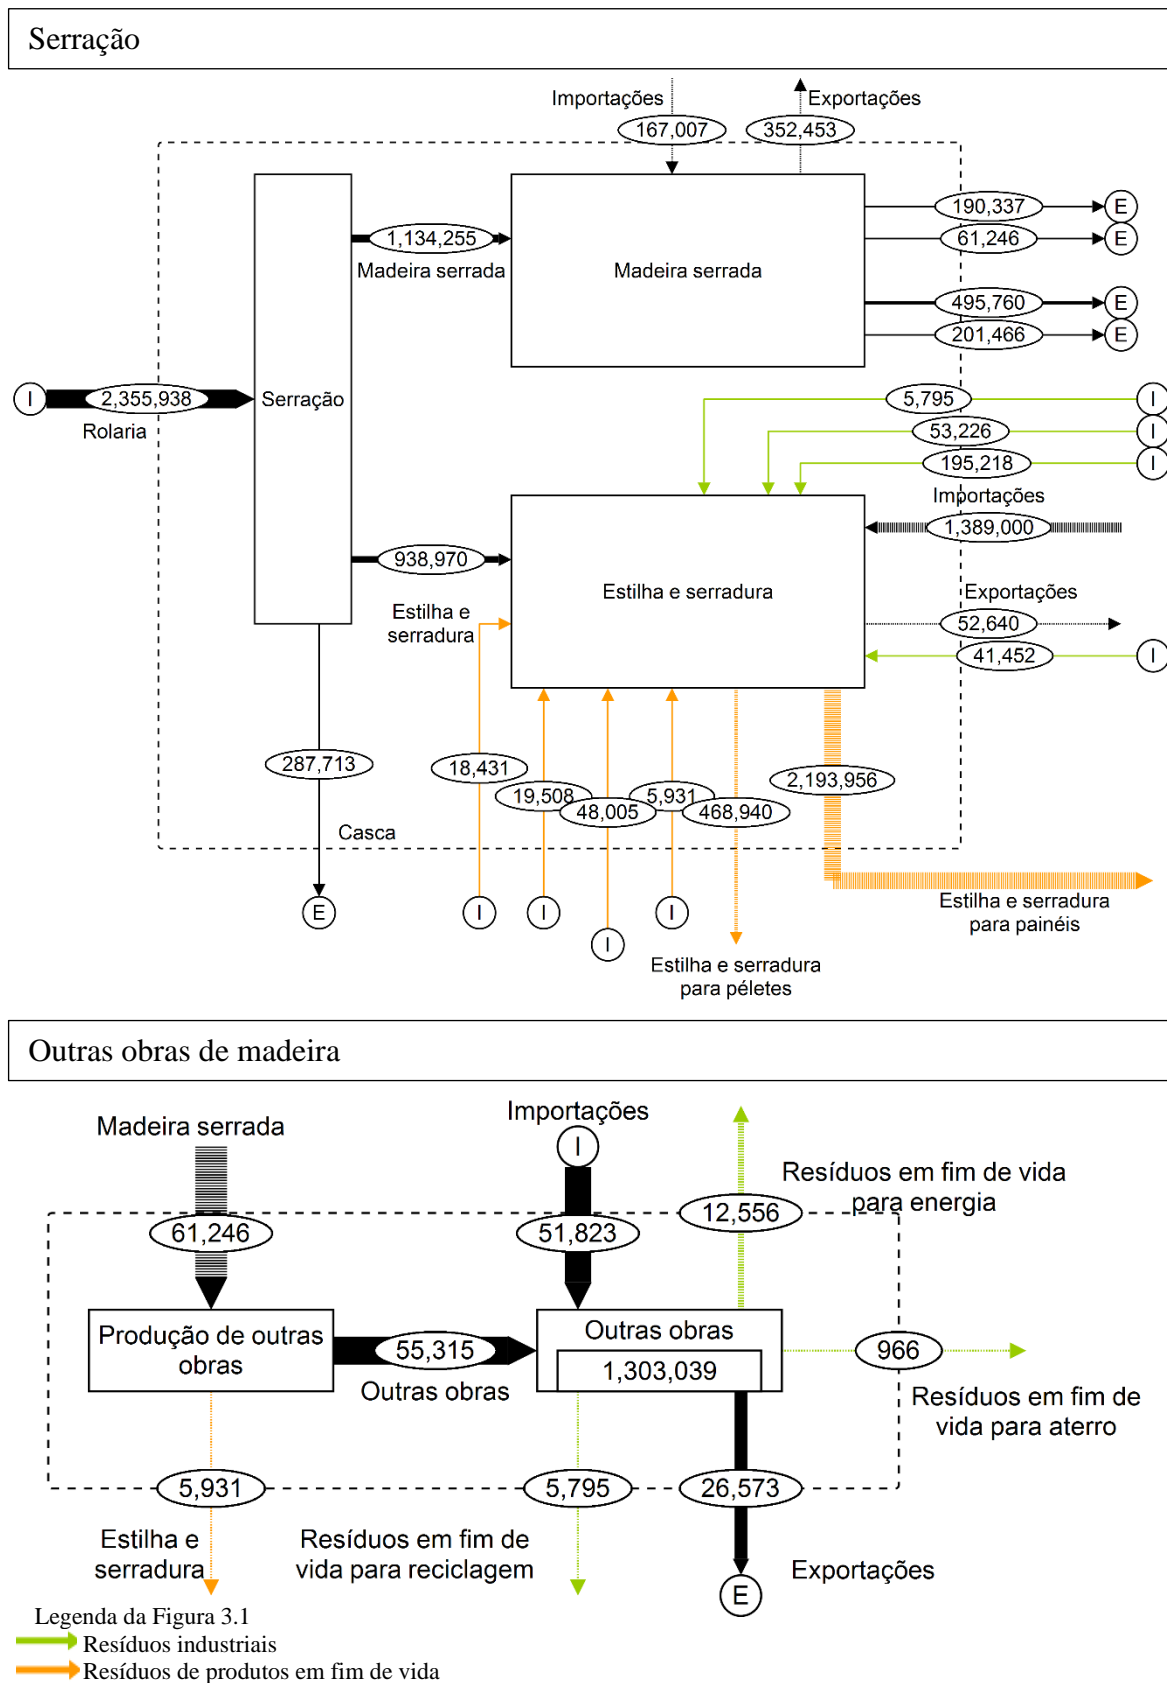 Serração
Importações
Exportações
167,007
352,453
190,337
E
61,246
E
1,134,255
Madeira serrada
Madeira serrada
495,760
E
201,466
E
I
2,355,938
Rolaria
Serração
5,795
I
53,226
I
195,218
I
Importações
1,389,000
938,970
Estilha e
serradura
Estilha e serradura
Exportações
52,640
41,452
I
287,713
18,431
19,508
48,005
5,931
468,940
2,193,956
Casca
E
I
I
I
I
Estilha e serradura
para painéis
Estilha e serradura
para péletes
Outras obras de madeira
Madeira serrada
Importações
I
Resíduos em fim de vida
para energia
61,246
51,823
12,556
Produção de outras
obras
55,315
Outras obras
Outras obras
1,303,039
966
Resíduos em fim de
vida para aterro
5,931
5,795
26,573
Estilha e
serradura
Resíduos em fim de
vida para reciclagem
Exportações
E
Legenda da Figura 3.1
Resíduos industriais
Resíduos de produtos em fim de vida